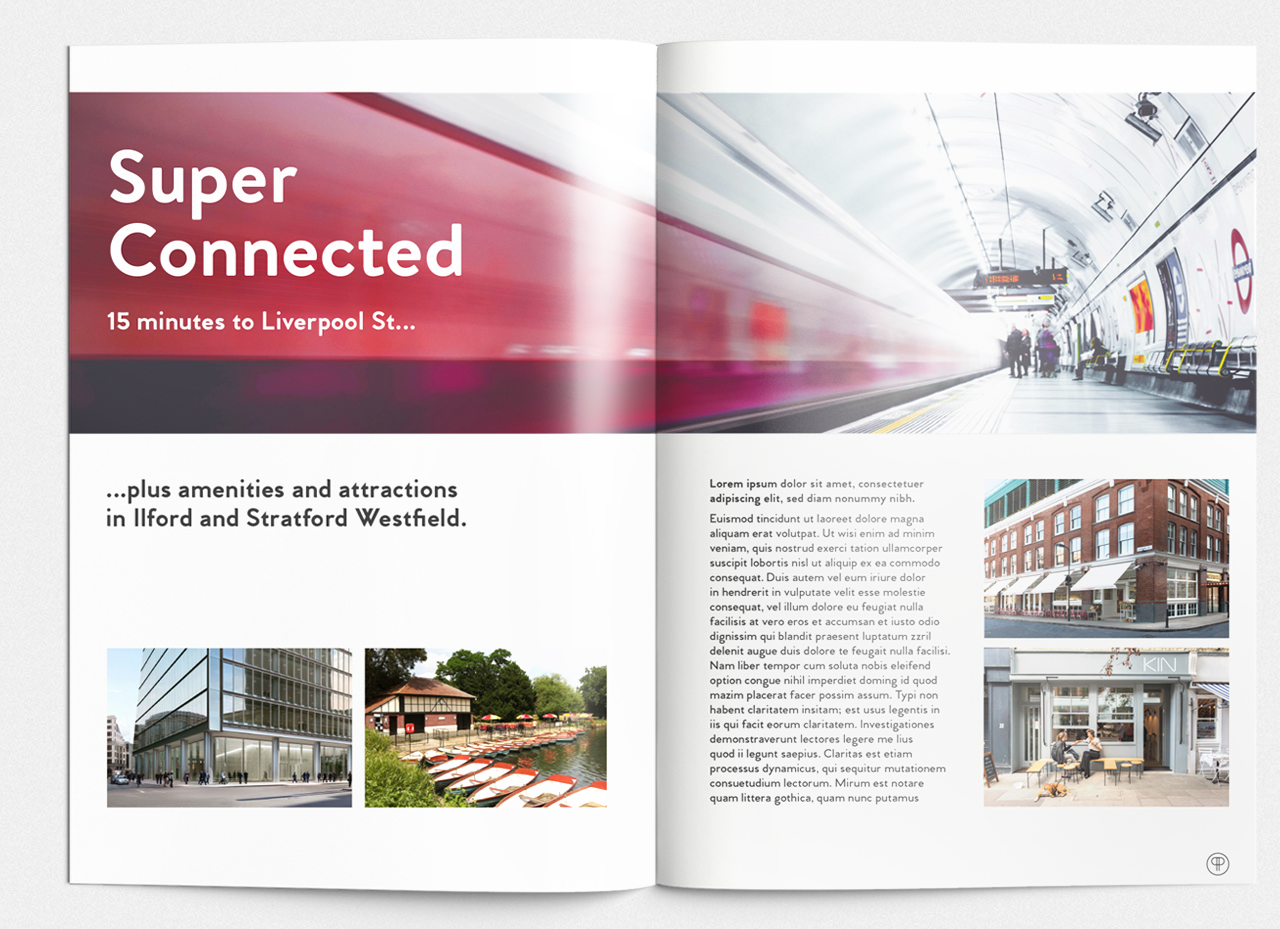 Super
Connected
15 minutes to Liverpool St...
...plus amenities and attractions
in Ilford and Stratford Westfield.
Lorem ipsum dolor sit amet, consectetuer
adipiscing elit, sed diam nonummy nibh.
Euismod tincidunt ut laoreet dolore magna
aliquam erat volutpat. Ut wisi enim ad minim
veniam, quis nostrud exerci tation ullamcorper
suscipit lobortis nisl ut aliquip ex ea commodo
consequat. Duis autem vel eum iriure dolor
in hendrerit in vulputate velit esse molestie
consequat, vel illum dolore eu feugiat nulla
facilisis at vero eros et accumsan et iusto odio
dignissim qui blandit praesent luptatum zzril
delenit augue duis dolore te feugait nulla facilisi.
Nam liber tempor cum soluta nobis eleifend
option congue nihil imperdiet doming id quod
mazim placerat facer possim assum. Typi non
habent claritatem insitam; est usus legentis in
iis qui facit eorum claritatem. Investigationes
demonstraverunt lectores legere me lius
quod ii legunt saepius. Claritas est etiam
processus dynamicus, qui sequitur mutationem
consuetudium lectorum. Mirum est notare
quam littera gothica, quam nunc putamus
KIN